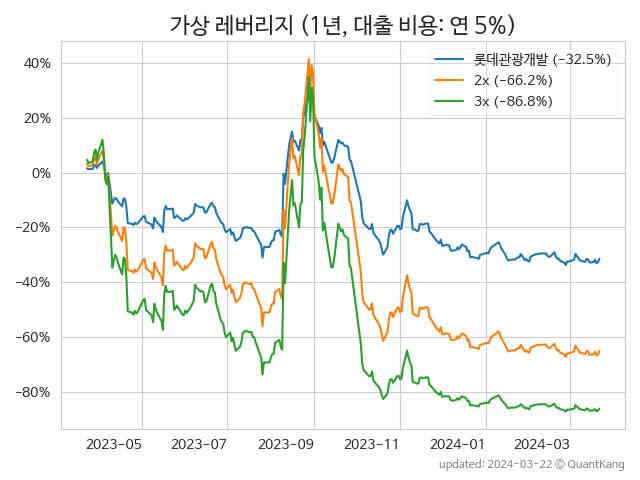 가상 레버리지 (1년, 대출 비용: 연 5%)
롯데관광개발 (−32.5%)
2x (−66.2%)
3x (−86.8%)
40%
20%
0%
−20%
−40%
−60%
−80%
2023-05 2023-07 2023-09 2023-11 2024-01 2024-03
updated: 2024-03-22 © QuantKang